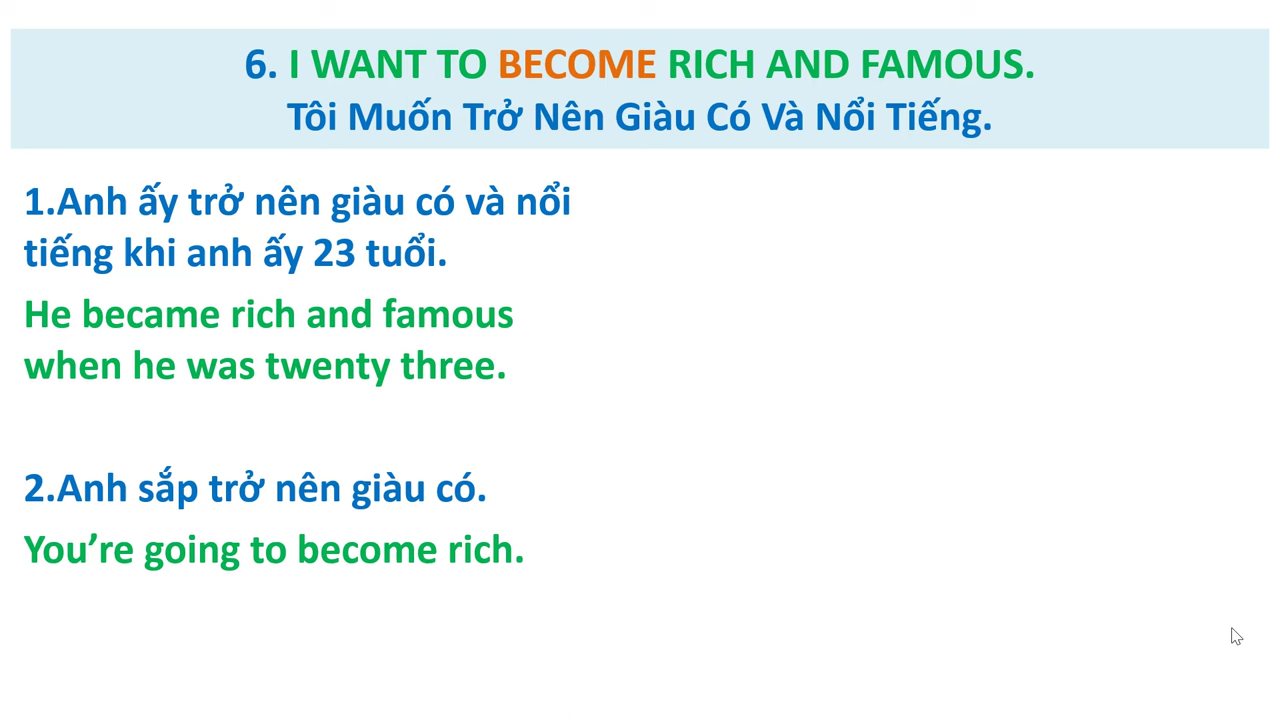 6. I WANT TO BECOME RICH AND FAMOUS.
Tôi Muốn Trở Nên Giàu Có Và Nổi Tiếng.
1.Anh ấy trở nên giàu có và nổi
tiếng khi anh ấy 23 tuổi.
He became rich and famous
when he was twenty three.
2.Anh sắp trở nên giàu có.
You’re going to become rich.